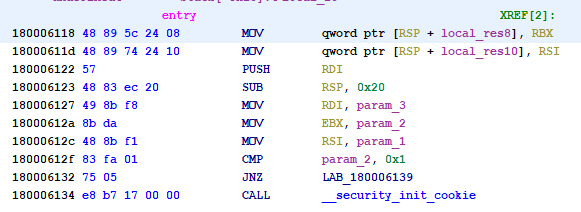 entry XREF[2]:
180006118 48 89 5c 24 08 MOV qword ptr [RSP + local_res8], RBX
18000611d 48 89 74 24 10 MOV qword ptr [RSP + local_res10], RSI
180006122 57 PUSH RDI
180006123 48 83 ec 20 SUB RSP, 0x20
180006127 49 8b f8 MOV RDI, param_3
18000612a 8b da MOV EBX, param_2
18000612c 48 8b f1 MOV RSI, param_1
18000612f 83 fa 01 CMP param_2, 0x1
180006132 75 05 JNZ LAB_180006139
180006134 e8 b7 17 00 00 CALL __security_init_cookie